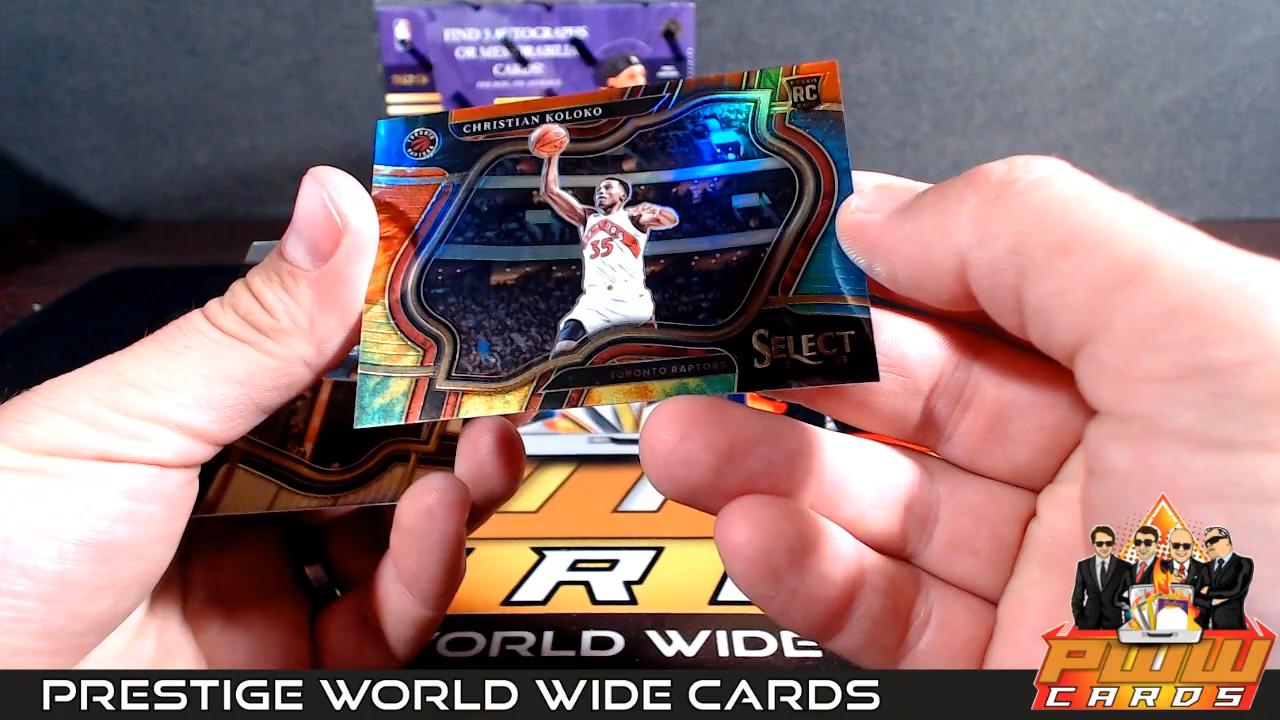 FIND 3 AUTOGRAPHS
OR MEMORABILIA
CARDS!
RC
CHRISTIAN KOLOKO
35
SELECT
TORONTO RAPTORS
R
ORLD WIDE
PRESTIGE WORLD WIDE CARDS
PWW
CARDS